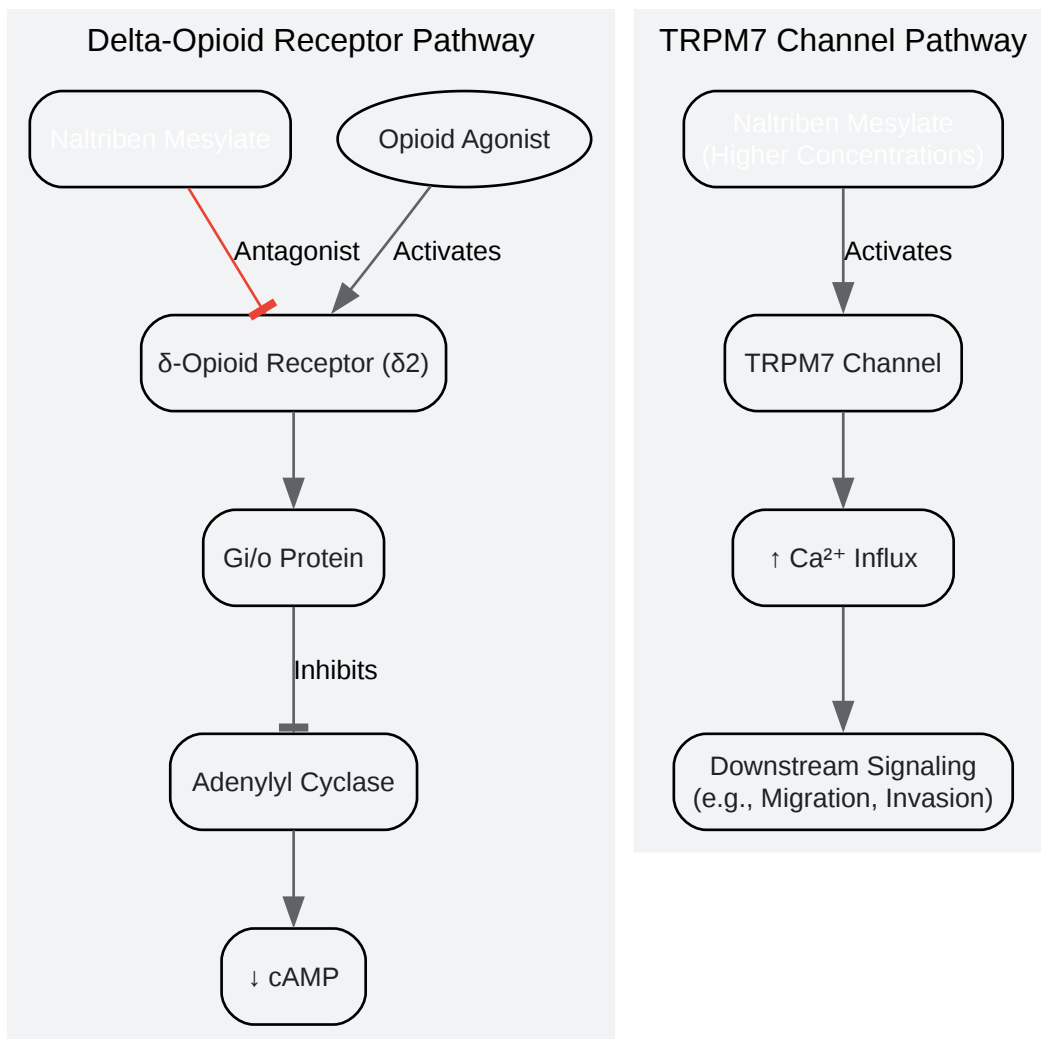 Delta-Opioid Receptor Pathway
Naltriben Mesylate
Opioid Agonist
Antagonist
Activates
δ-Opioid Receptor (δ2)
Gi/o Protein
Inhibits
Adenylyl Cyclase
↓ cAMP
TRPM7 Channel Pathway
Naltriben Mesylate
(Higher Concentrations)
Activates
TRPM7 Channel
↑ Ca²⁺ Influx
Downstream Signaling
(e.g., Migration, Invasion)